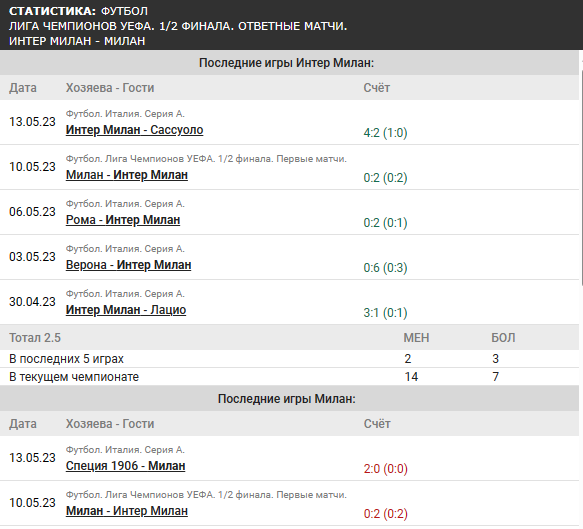 СТАТИСТИКА: ФУТБОЛ
ЛИГА ЧЕМПИОНОВ УЕФА. 1/2 ФИНАЛА. ОТВЕТНЫЕ МАТЧИ.
ИНТЕР МИЛАН - МИЛАН
Последние игры Интер Милан:
Дата Хозяева - Гости Счёт
Футбол. Италия. Серия А.
13.05.23 Интер Милан - Сассуоло 4:2 (1:0)
Футбол. Лига Чемпионов УЕФА. 1/2 финала. Первые матчи.
10.05.23 Милан - Интер Милан 0:2 (0:2)
Футбол. Италия. Серия А.
06.05.23 Рома - Интер Милан 0:2 (0:1)
Футбол. Италия. Серия А.
03.05.23 Верона - Интер Милан 0:6 (0:3)
Футбол. Италия. Серия А.
30.04.23 Интер Милан - Лацио 3:1 (0:1)
Тотал 2.5 МЕН БОЛ
В последних 5 играх 2 3
В текущем чемпионате 14 7
Последние игры Милан:
Дата Хозяева - Гости Счёт
Футбол. Италия. Серия А.
13.05.23 Специя 1906 - Милан 2:0 (0:0)
Футбол. Лига Чемпионов УЕФА. 1/2 финала. Первые матчи.
10.05.23 Милан - Интер Милан 0:2 (0:2)